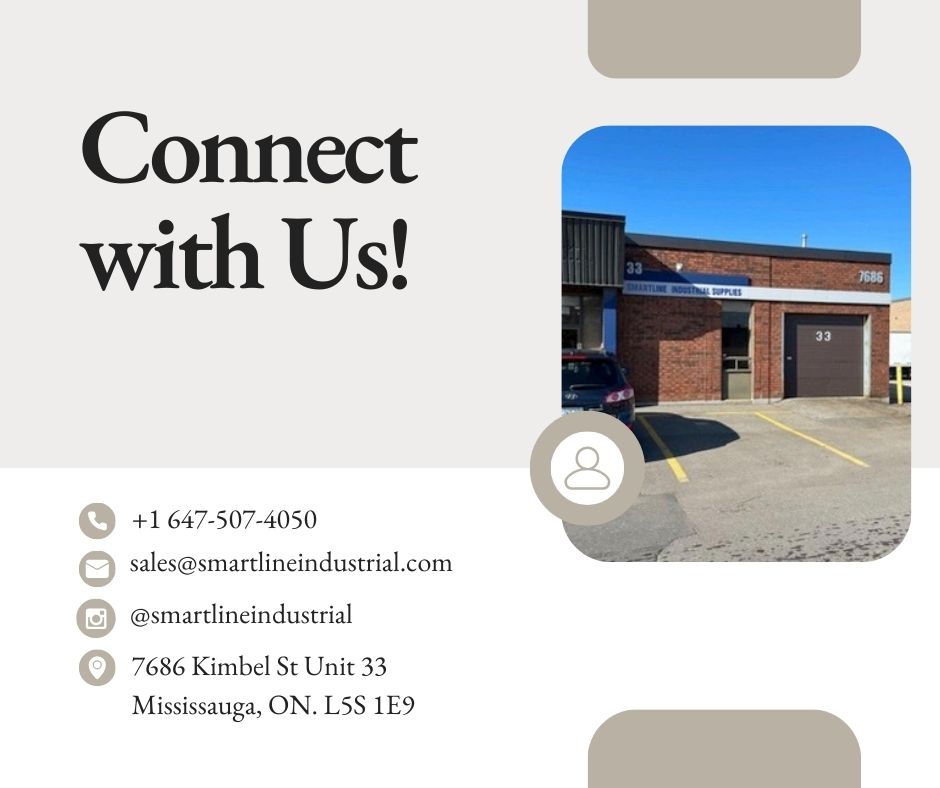 Connect
with Us!
33
7686
SMARTLINE INDUSTRIAL SUPPLIES
33
+1 647-507-4050
sales@smartlineindustrial.com
@smartlineindustrial
7686 Kimbel St Unit 33
Mississauga, ON. L5S 1E9